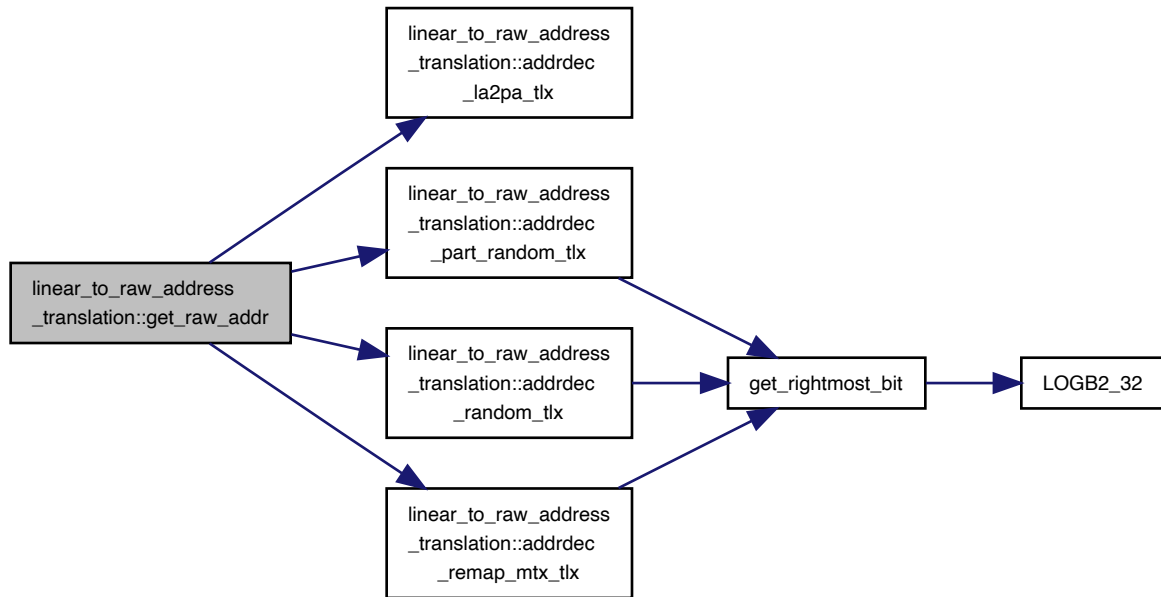 linear_to_raw_address
_translation::addrdec
_la2pa_tlx
linear_to_raw_address
_translation::addrdec
_part_random_tlx
linear_to_raw_address
_translation::get_raw_addr
linear_to_raw_address
_translation::addrdec
_random_tlx
get_rightmost_bit
LOGB2_32
linear_to_raw_address
_translation::addrdec
_remap_mtx_tlx